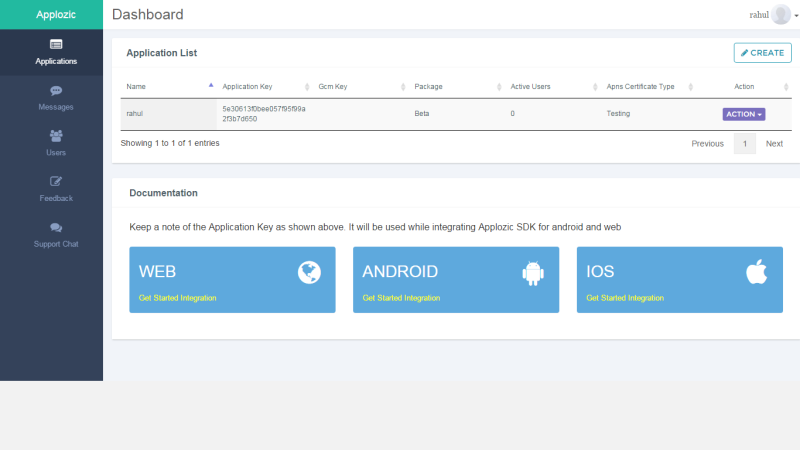 Applozic
Dashboard
rahul
Applications
Messages
Users
Feedback
Support Chat
Application List
CREATE
Name Application Key Gcm Key Package Active Users Apns Certificate Type Action
rahul 5e30613f0bee057f95f99a Beta 0 Testing ACTION
2f3b7d650
Showing 1 to 1 of 1 entries Previous 1 Next
Documentation
Keep a note of the Application Key as shown above. It will be used while integrating Applozic SDK for android and web
WEB ANDROID IOS
Get Started Integration Get Started Integration Get Started Integration